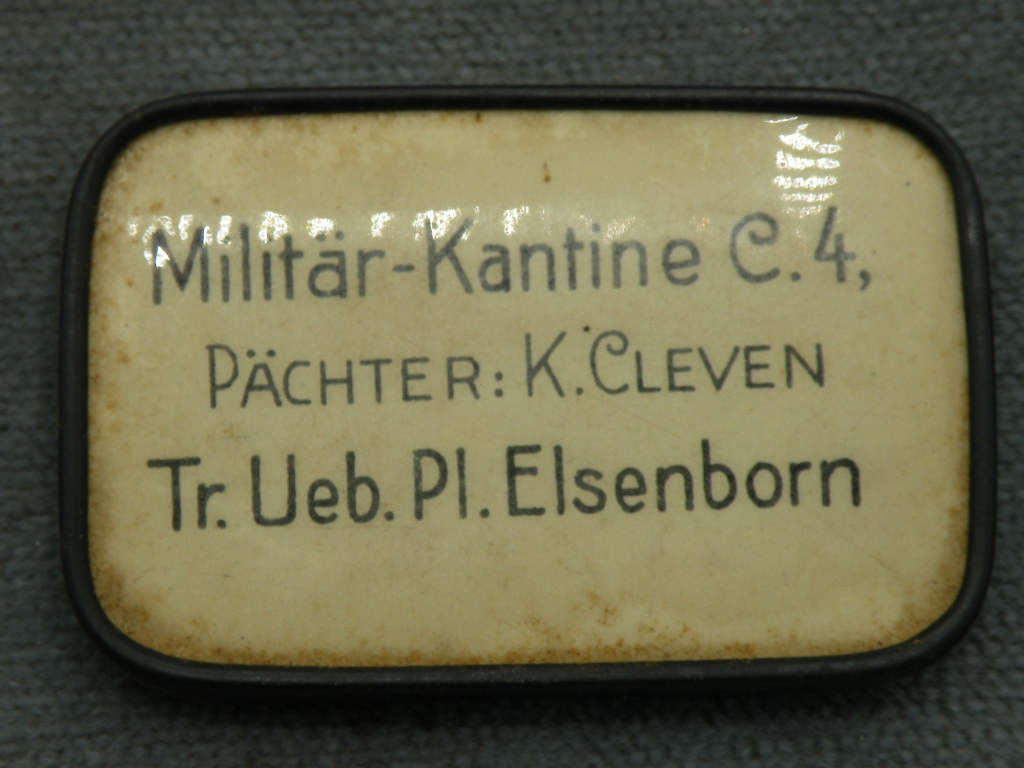 Militär-Kantine C.4,
PÄCHTER: K. CLEVEN
Tr. Ueb. Pl. Elsenborn